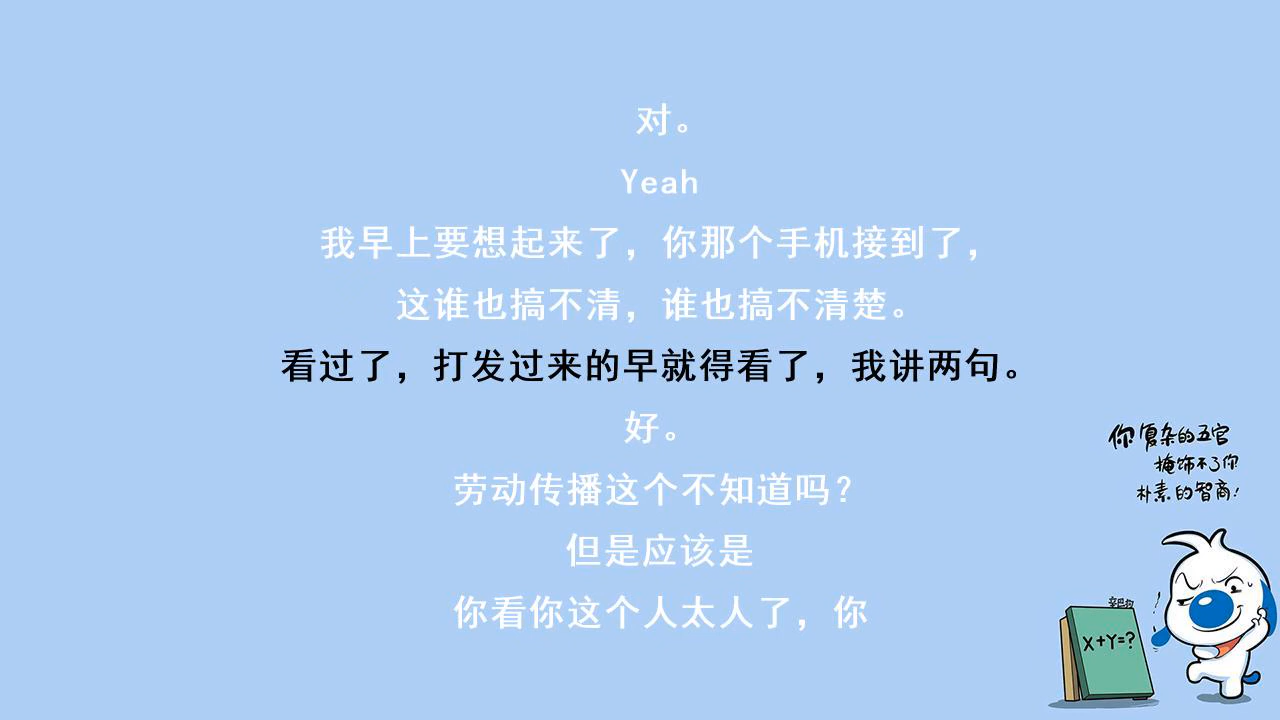 对。
Yeah
我早上要想起来了，你那个手机接到了，
这谁也搞不清，谁也搞不清楚。
看过了，打发过来的早就得看了，我讲两句。
好。
劳动传播这个不知道吗？
但是应该是
你看你这个人太人了，你
你复杂的五官
掩饰不了你
朴素的智商！
X+Y=?